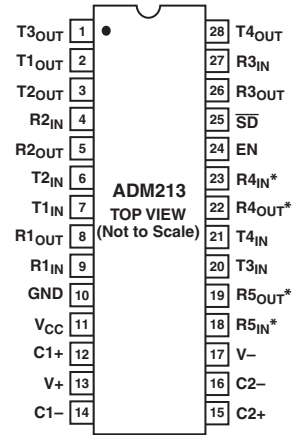 T3OUT 1 28 T4OUT
T1OUT 2 27 R3IN
T2OUT 3 26 R3OUT
R2IN 4 25 S̅D̅
R2OUT 5 24 EN
T2IN 6 23 R4IN*
T1IN 7 22 R4OUT*
R1OUT 8 21 T4IN
R1IN 9 20 T3IN
GND 10 19 R5OUT*
VCC 11 18 R5IN*
C1+ 12 17 V–
V+ 13 16 C2–
C1– 14 15 C2+
ADM213
TOP VIEW
(Not to Scale)